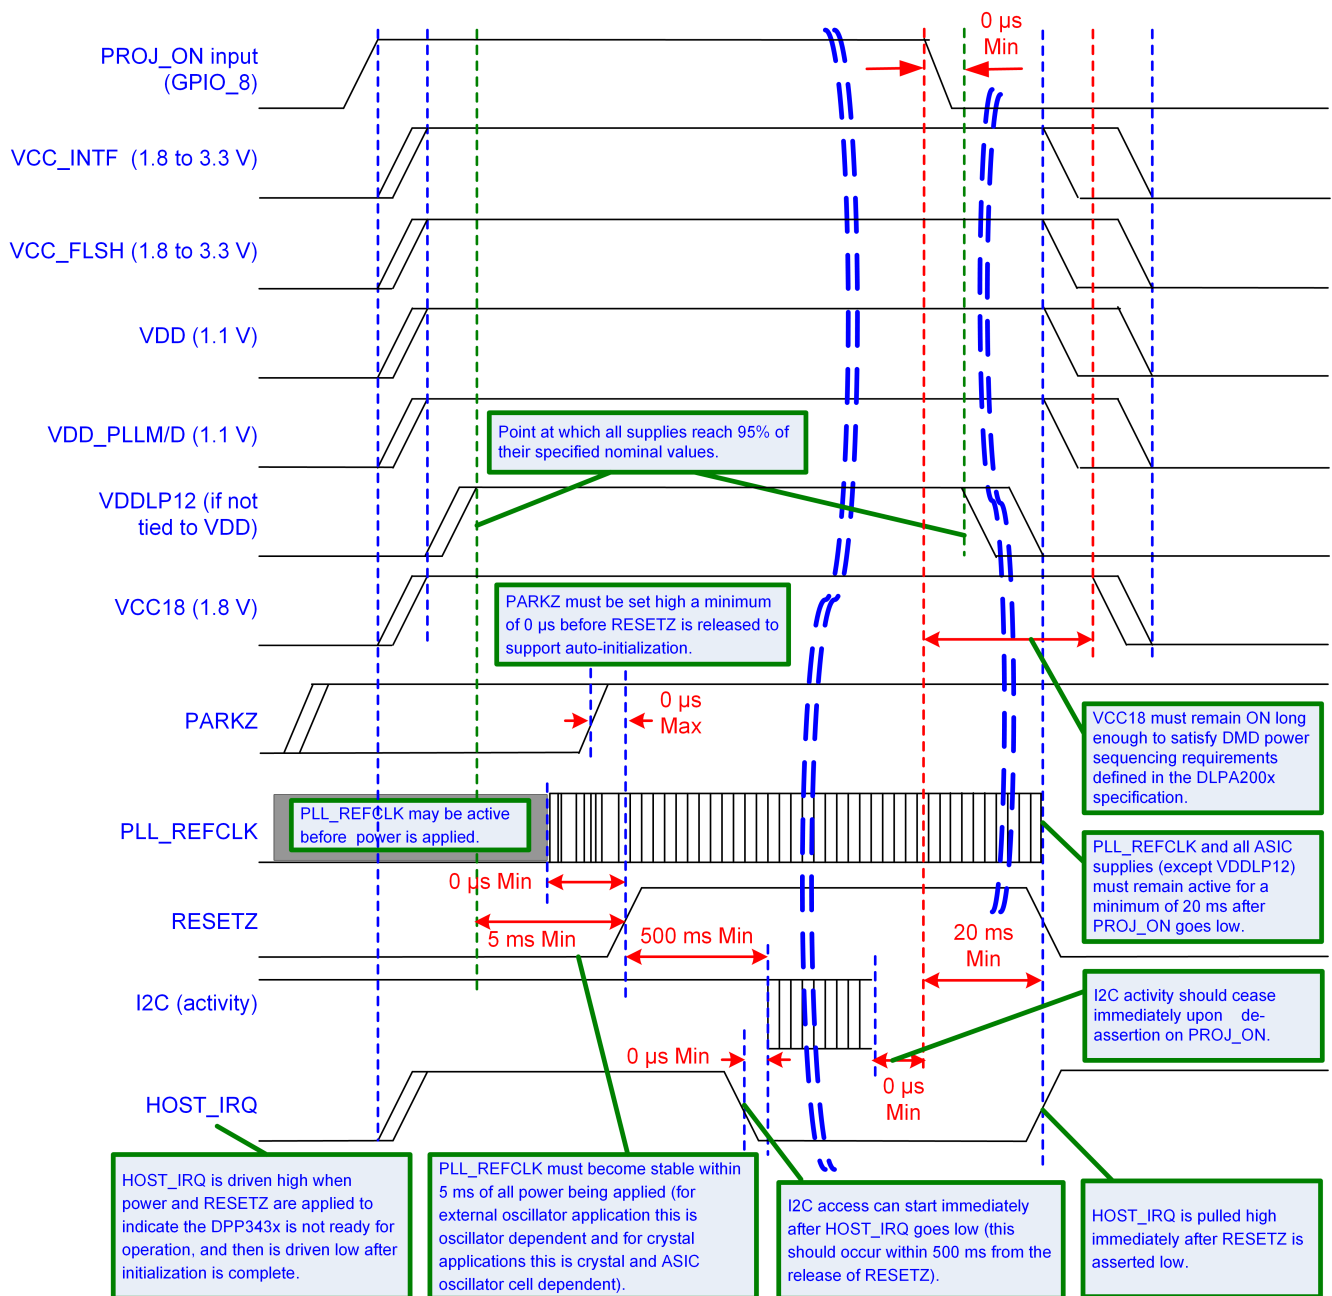 0 µs
Min
PROJ_ON input
(GPIO_8)
VCC_INTF (1.8 to 3.3 V)
VCC_FLSH (1.8 to 3.3 V)
VDD (1.1 V)
VDD_PLLM/D (1.1 V)
Point at which all supplies reach 95% of
their specified nominal values.
VDDLP12 (if not
tied to VDD)
VCC18 (1.8 V)
PARKZ must be set high a minimum
of 0 µs before RESETZ is released to
support auto-initialization.
PARKZ
0 µs
Max
VCC18 must remain ON long
enough to satisfy DMD power
sequencing requirements
defined in the DLPA200x
specification.
PLL_REFCLK
PLL_REFCLK may be active
before power is applied.
PLL_REFCLK and all ASIC
supplies (except VDDLP12)
must remain active for a
minimum of 20 ms after
PROJ_ON goes low.
0 µs Min
RESETZ
5 ms Min
500 ms Min
20 ms
Min
I2C (activity)
I2C activity should cease
immediately upon de-
assertion on PROJ_ON.
0 µs Min
0 µs
Min
HOST_IRQ
HOST_IRQ is driven high when
power and RESETZ are applied to
indicate the DPP343x is not ready for
operation, and then is driven low after
initialization is complete.
PLL_REFCLK must become stable within
5 ms of all power being applied (for
external oscillator application this is
oscillator dependent and for crystal
applications this is crystal and ASIC
oscillator cell dependent).
I2C access can start immediately
after HOST_IRQ goes low (this
should occur within 500 ms from the
release of RESETZ).
HOST_IRQ is pulled high
immediately after RESETZ is
asserted low.